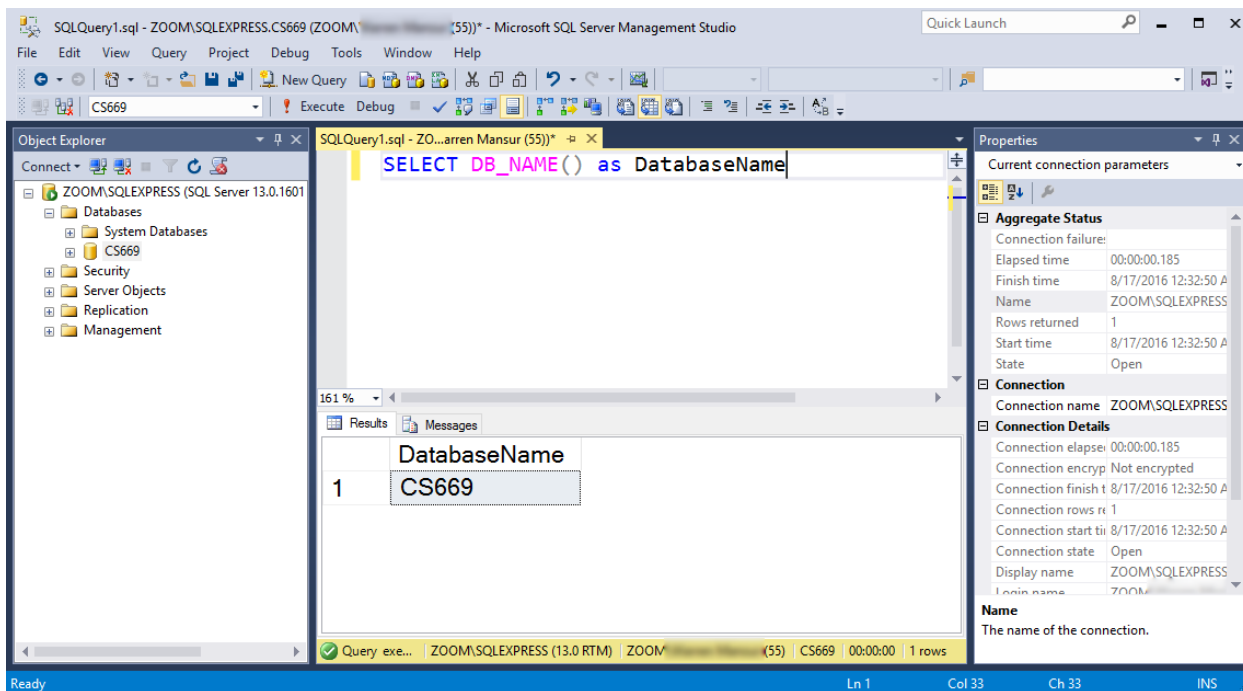 SQLQuery1.sql - ZOOM\SQLEXPRESS.CS669 (ZOOM\ (55))* - Microsoft SQL Server Management Studio
Quick Launch
File Edit View Query Project Debug Tools Window Help
New Query
CS669 Execute Debug
Object Explorer
Connect
ZOOM\SQLEXPRESS (SQL Server 13.0.1601
Databases
System Databases
CS669
Security
Server Objects
Replication
Management
SQLQuery1.sql - ZO...arren Mansur (55))*
SELECT DB_NAME() as DatabaseName
161 %
Results Messages
DatabaseName
1 CS669
Query exe... ZOOM\SQLEXPRESS (13.0 RTM) ZOOM (55) CS669 00:00:00 1 rows
Properties
Current connection parameters
Aggregate Status
Connection failure
Elapsed time 00:00:00.185
Finish time 8/17/2016 12:32:50 A
Name ZOOM\SQLEXPRESS
Rows returned 1
Start time 8/17/2016 12:32:50 A
State Open
Connection
Connection name ZOOM\SQLEXPRESS
Connection Details
Connection elapse 00:00:00.185
Connection encryp Not encrypted
Connection finish t 8/17/2016 12:32:50 A
Connection rows re 1
Connection start ti 8/17/2016 12:32:50 A
Connection state Open
Display name ZOOM\SQLEXPRESS
Login name ZOOM
Name
The name of the connection.
Ready Ln 1 Col 33 Ch 33 INS